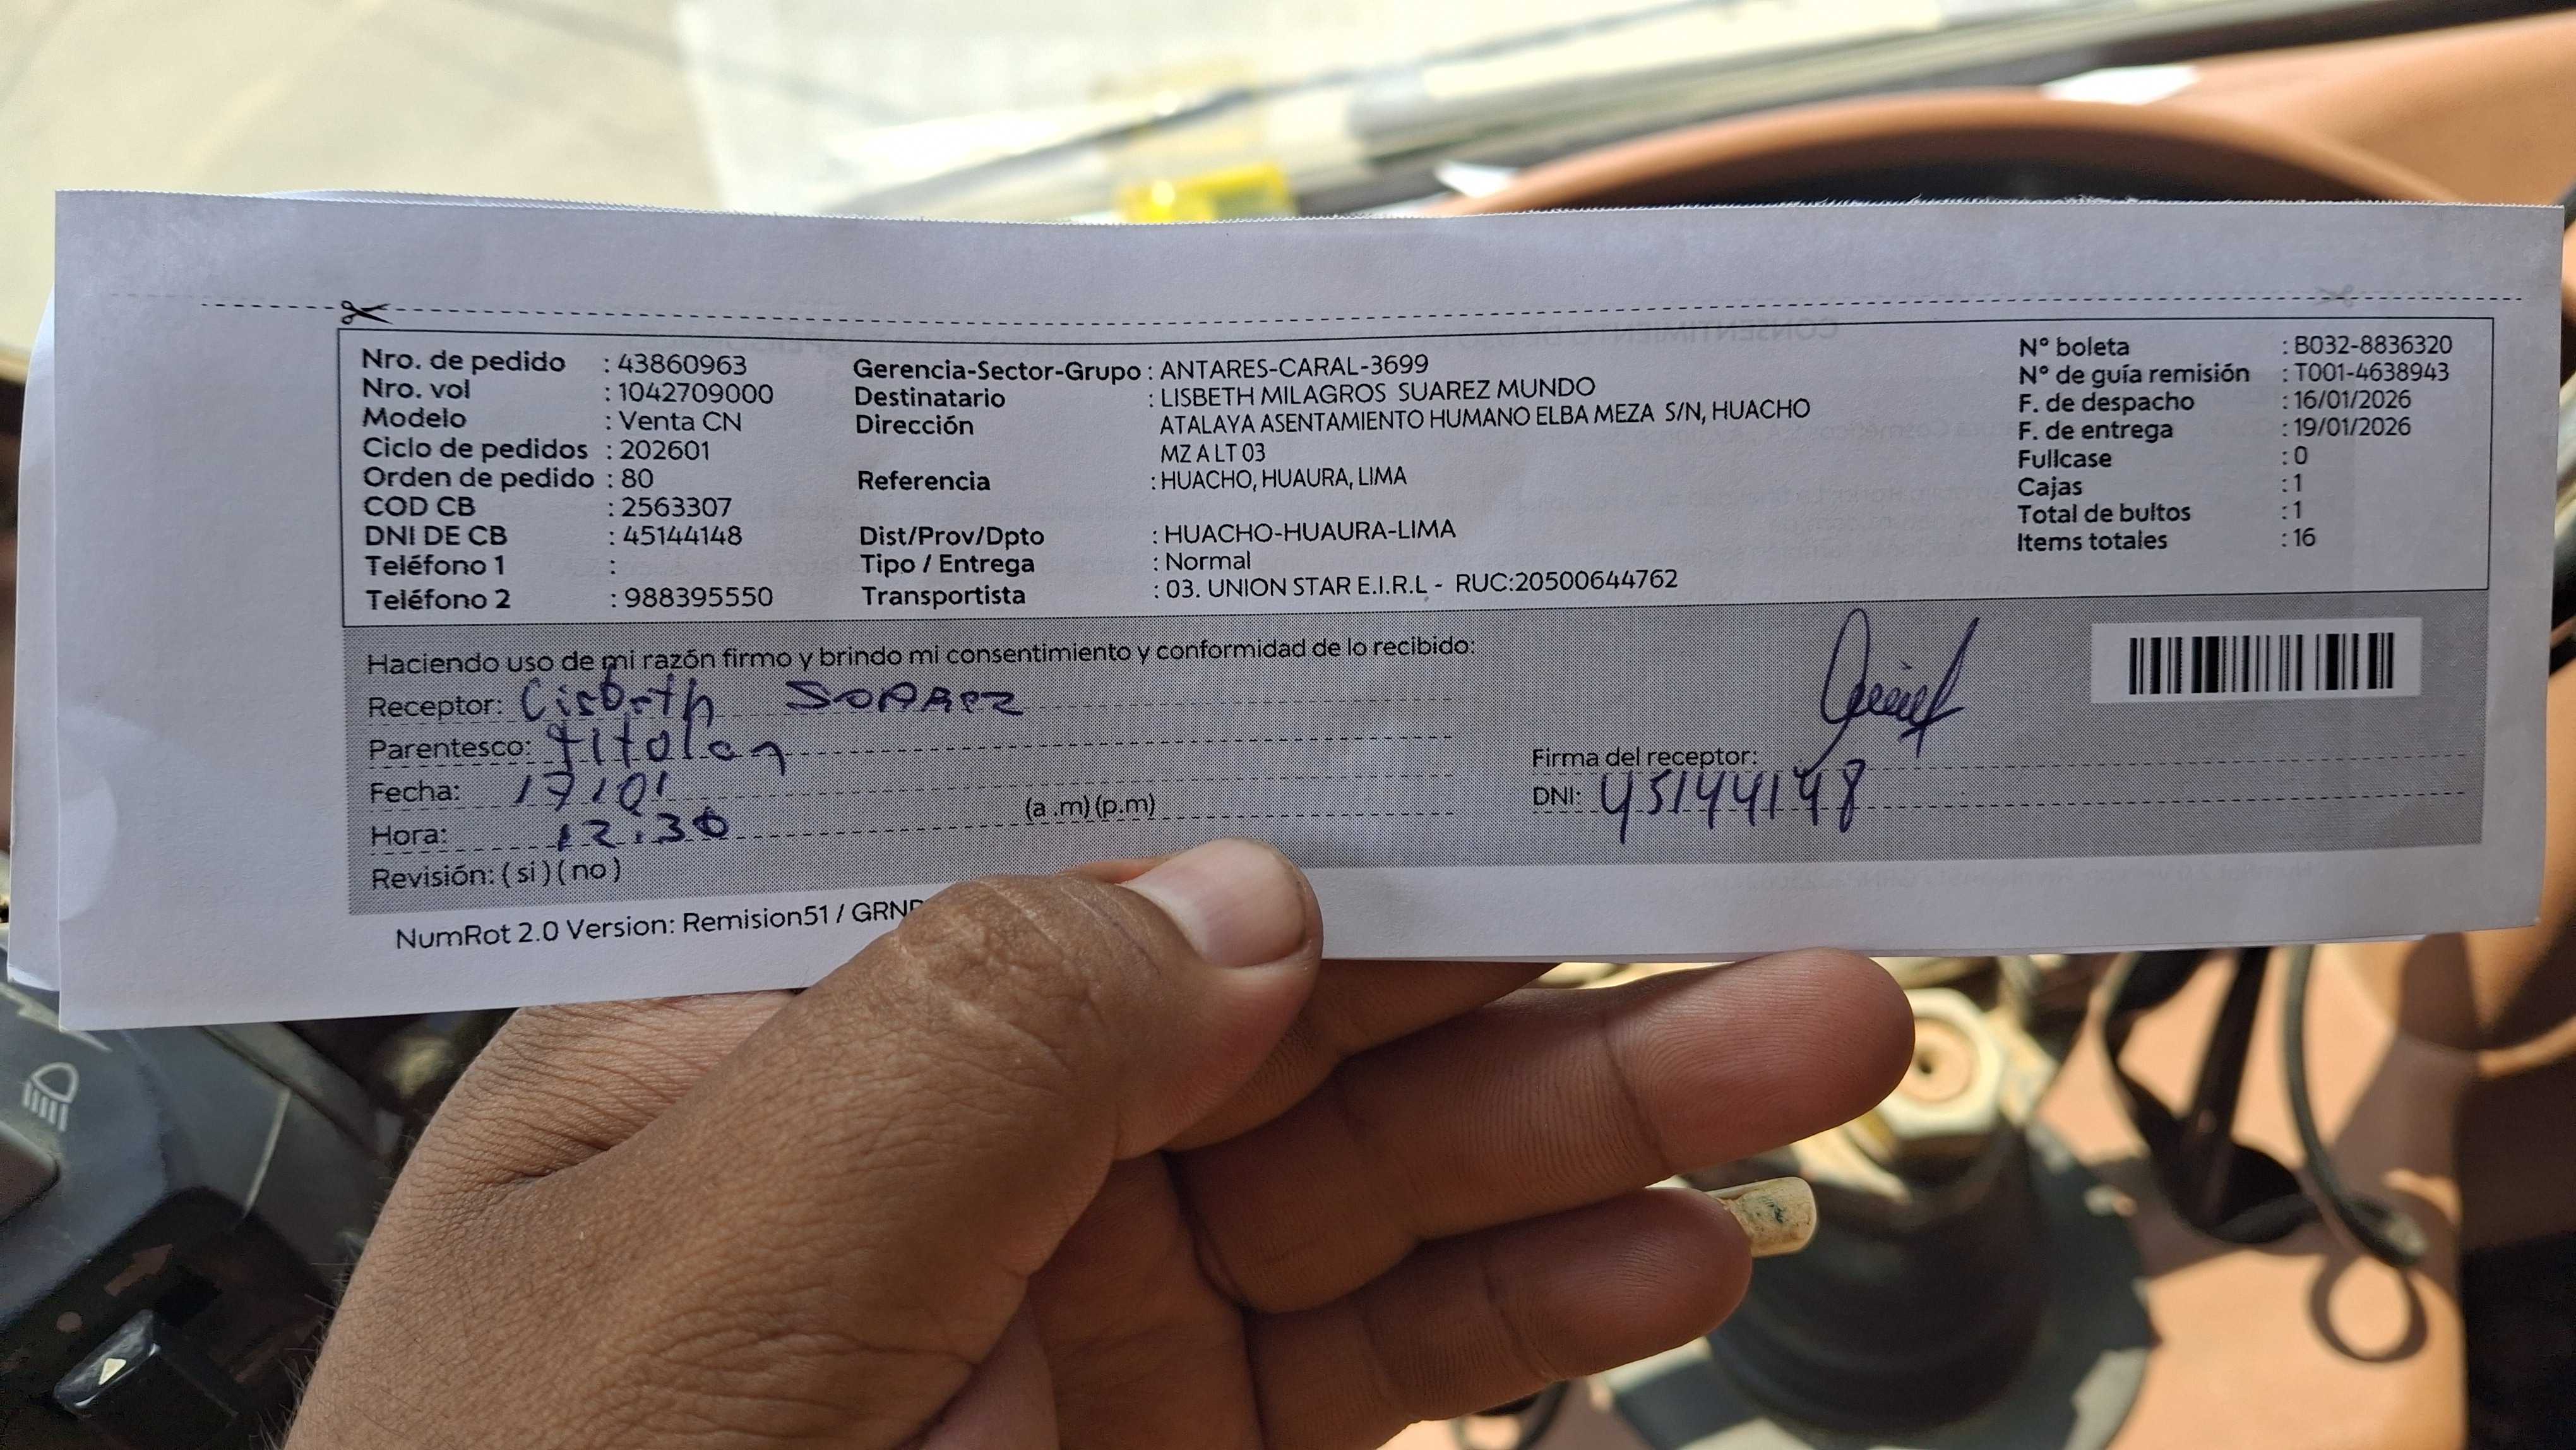 Nro. de pedido : 43860963
Nro. vol : 1042709000
Modelo : Venta CN
Ciclo de pedidos : 202601
Orden de pedido : 80
COD CB : 2563307
DNI DE CB : 45144148
Teléfono 1 :
Teléfono 2 : 988395550
Gerencia-Sector-Grupo : ANTARES-CARAL-3699
Destinatario : LISBETH MILAGROS SUAREZ MUNDO
Dirección ATALAYA ASENTAMIENTO HUMANO ELBA MEZA S/N, HUACHO
MZ A LT 03
Referencia : HUACHO, HUAURA, LIMA
Dist/Prov/Dpto : HUACHO-HUAURA-LIMA
Tipo / Entrega : Normal
Transportista : 03. UNION STAR E.I.R.L - RUC:20500644762
N° boleta : B032-8836320
N° de guía remisión : T001-4638943
F. de despacho : 16/01/2026
F. de entrega : 19/01/2026
Fullcase : 0
Cajas : 1
Total de bultos : 1
Items totales : 16
Haciendo uso de mi razón firmo y brindo mi consentimiento y conformidad de lo recibido:
Receptor: Lisbeth SOAREZ
Parentesco: titolar
Fecha: 17/01
Hora: 12:30 (a .m) (p.m)
Revisión: ( si ) ( no )
Firma del receptor:
DNI: 45144148
NumRot 2.0 Version: Remision51 / GRNR